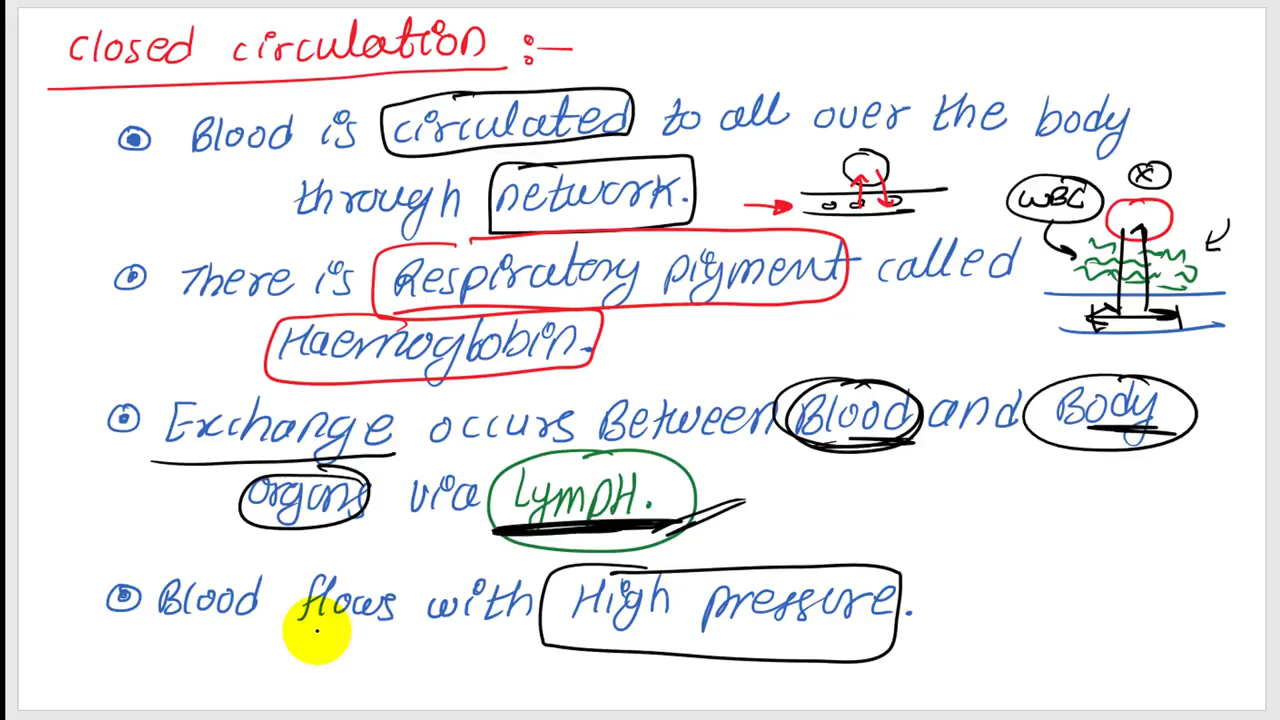 closed circulation :–
Blood is circulated to all over the body
through network.
There is Respiratory pigment called
Haemoglobin.
WBC
x
Exchange occurs Between Blood and Body
organs via LymPH.
Blood flows with High pressure.